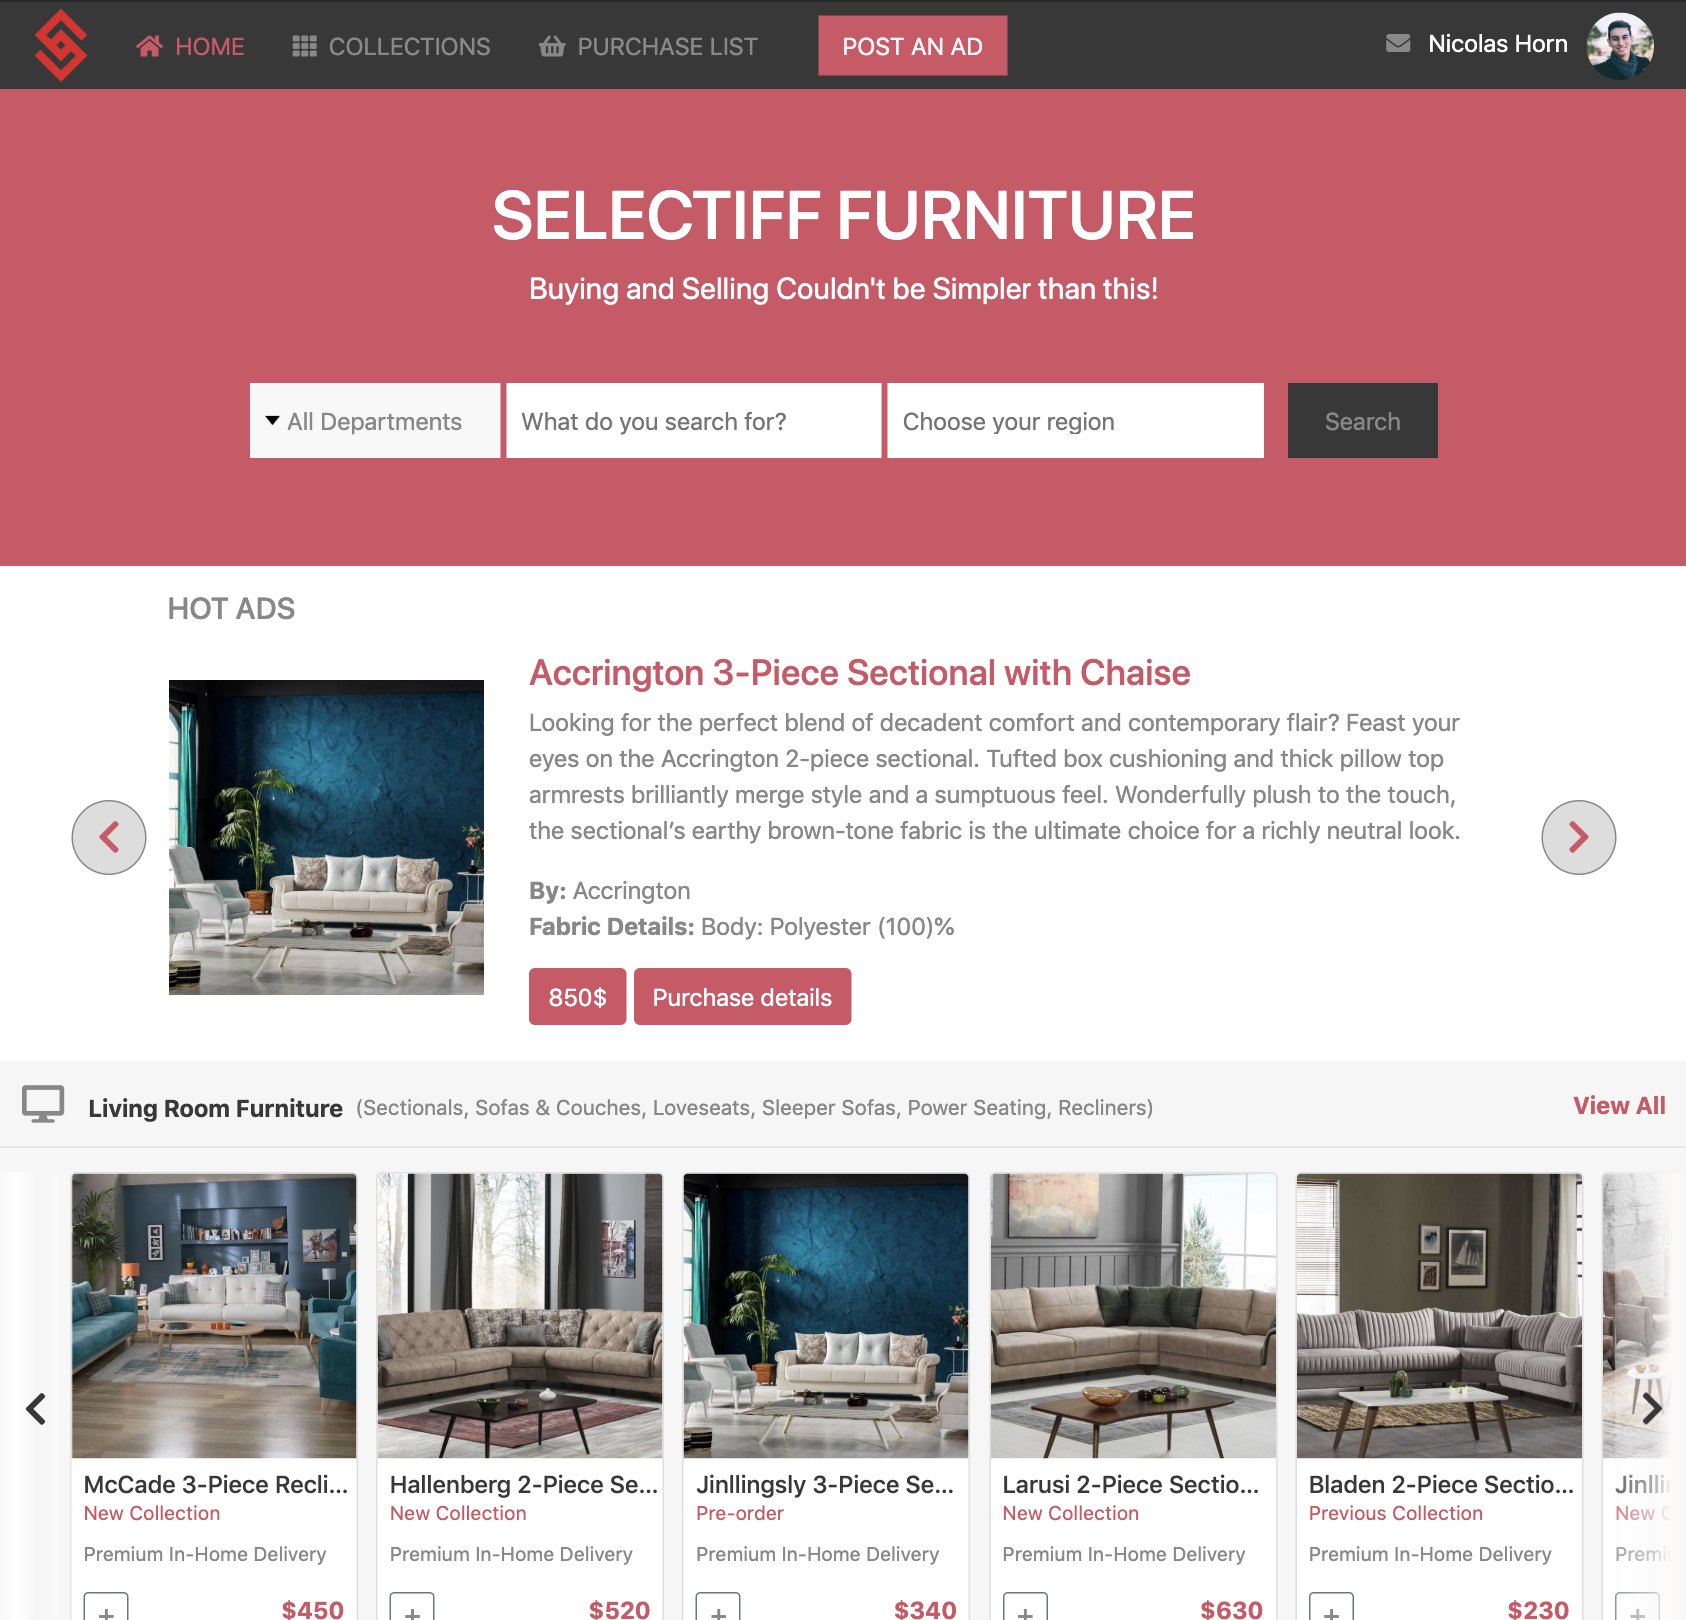 HOME COLLECTIONS PURCHASE LIST POST AN AD Nicolas Horn
SELECTIFF FURNITURE
Buying and Selling Couldn't be Simpler than this!
All Departments What do you search for? Choose your region Search
HOT ADS
Accrington 3-Piece Sectional with Chaise
Looking for the perfect blend of decadent comfort and contemporary flair? Feast your
eyes on the Accrington 2-piece sectional. Tufted box cushioning and thick pillow top
armrests brilliantly merge style and a sumptuous feel. Wonderfully plush to the touch,
the sectional’s earthy brown-tone fabric is the ultimate choice for a richly neutral look.
By: Accrington
Fabric Details: Body: Polyester (100)%
850$ Purchase details
Living Room Furniture (Sectionals, Sofas & Couches, Loveseats, Sleeper Sofas, Power Seating, Recliners) View All
McCade 3-Piece Recli...
New Collection
Premium In-Home Delivery
+ $450
Hallenberg 2-Piece Se...
New Collection
Premium In-Home Delivery
+ $520
Jinllingsly 3-Piece Se...
Pre-order
Premium In-Home Delivery
+ $340
Larusi 2-Piece Sectio...
New Collection
Premium In-Home Delivery
+ $630
Bladen 2-Piece Sectio...
Previous Collection
Premium In-Home Delivery
+ $230
New
+